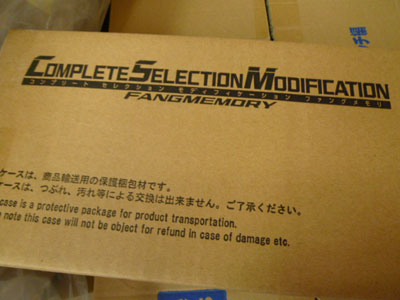 COMPLETE SELECTION MODIFICATION
コンプリート セレクション モディフィケーション ファングメモリ
FANGMEMORY
ケースは、商品輸送用の保護梱包材です。
ケースは、つぶれ、汚れ等による交換は出来ません。ご了承ください。
case is a protective package for product transportation.
note this case will not be object for refund in case of damage etc.